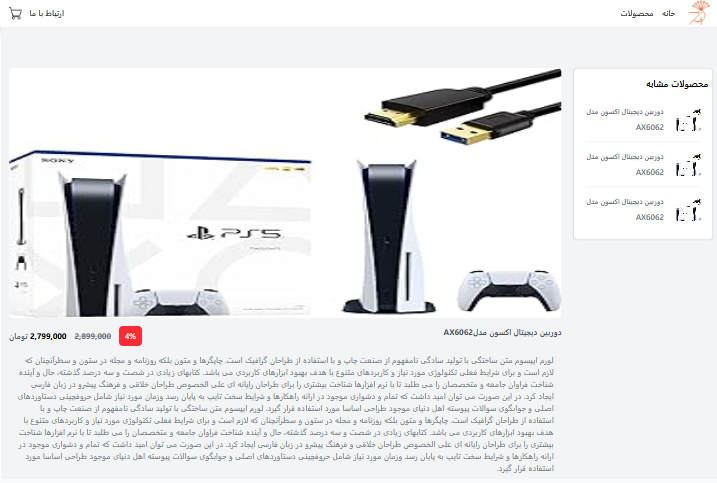 خانه
محصولات
ارتباط با ما
محصولات مشابه
دوربین دیجیتال اکسون مدل
AX6062
دوربین دیجیتال اکسون مدل
AX6062
دوربین دیجیتال اکسون مدل
AX6062
SONY
PS5
دوربین دیجیتال اکسون مدلAX6062
4%
2,899,000
2,799,000 تومان
لورم ایپسوم متن ساختگی با تولید سادگی نامفهوم از صنعت چاپ و با استفاده از طراحان گرافیک است. چاپگرها و متون بلکه روزنامه و مجله در ستون و سطرآنچنان که
لازم است و برای شرایط فعلی تکنولوژی مورد نیاز و کاربردهای متنوع با هدف بهبود ابزارهای کاربردی می باشد. کتابهای زیادی در شصت و سه درصد گذشته، حال و آینده
شناخت فراوان جامعه و متخصصان را می طلبد تا با نرم افزارها شناخت بیشتری را برای طراحان رایانه ای علی الخصوص طراحان خلاقی و فرهنگ پیشرو در زبان فارسی
ایجاد کرد. در این صورت می توان امید داشت که تمام و دشواری موجود در ارائه راهکارها و شرایط سخت تایپ به پایان رسد وزمان مورد نیاز شامل حروفچینی دستاوردهای
اصلی و جوابگوی سوالات پیوسته اهل دنیای موجود طراحی اساسا مورد استفاده قرار گیرد. لورم ایپسوم متن ساختگی با تولید سادگی نامفهوم از صنعت چاپ و با
استفاده از طراحان گرافیک است. چاپگرها و متون بلکه روزنامه و مجله در ستون و سطرآنچنان که لازم است و برای شرایط فعلی تکنولوژی مورد نیاز و کاربردهای متنوع با
هدف بهبود ابزارهای کاربردی می باشد. کتابهای زیادی در شصت و سه درصد گذشته، حال و آینده شناخت فراوان جامعه و متخصصان را می طلبد تا با نرم افزارها شناخت
بیشتری را برای طراحان رایانه ای علی الخصوص طراحان خلاقی و فرهنگ پیشرو در زبان فارسی ایجاد کرد. در این صورت می توان امید داشت که تمام و دشواری موجود در
ارائه راهکارها و شرایط سخت تایپ به پایان رسد وزمان مورد نیاز شامل حروفچینی دستاوردهای اصلی و جوابگوی سوالات پیوسته اهل دنیای موجود طراحی اساسا مورد
استفاده قرار گیرد.